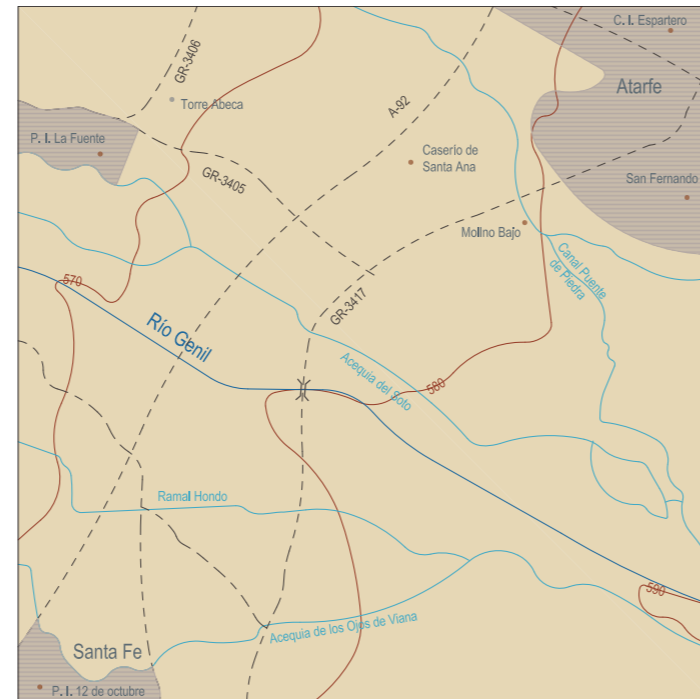 C. I. Espartero
GR-3406
Atarfe
Torre Abeca
A-92
P. I. La Fuente
Caserio de
Santa Ana
GR-3405
San Fernando
Molino Bajo
Canal Puente
de Piedra
570
GR-3417
Río Genil
Acequia del Soto
580
Ramal Hondo
590
Acequia de los Ojos de Viana
Santa Fe
P. I. 12 de octubre